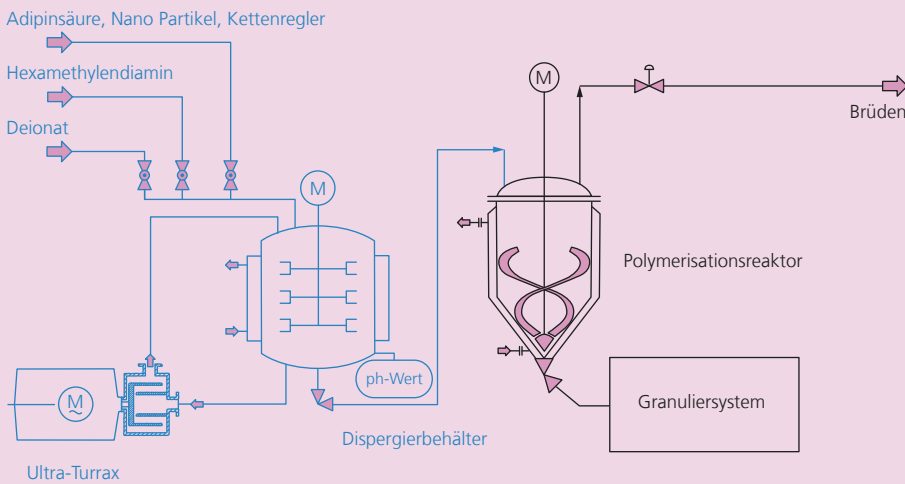 Adipinsäure, Nano Partikel, Kettenregler
Hexamethylendiamin
Deionat
M
M
Brüden
Polymerisationsreaktor
ph-Wert
M
~
Granuliersystem
Dispergierbehälter
Ultra-Turrax